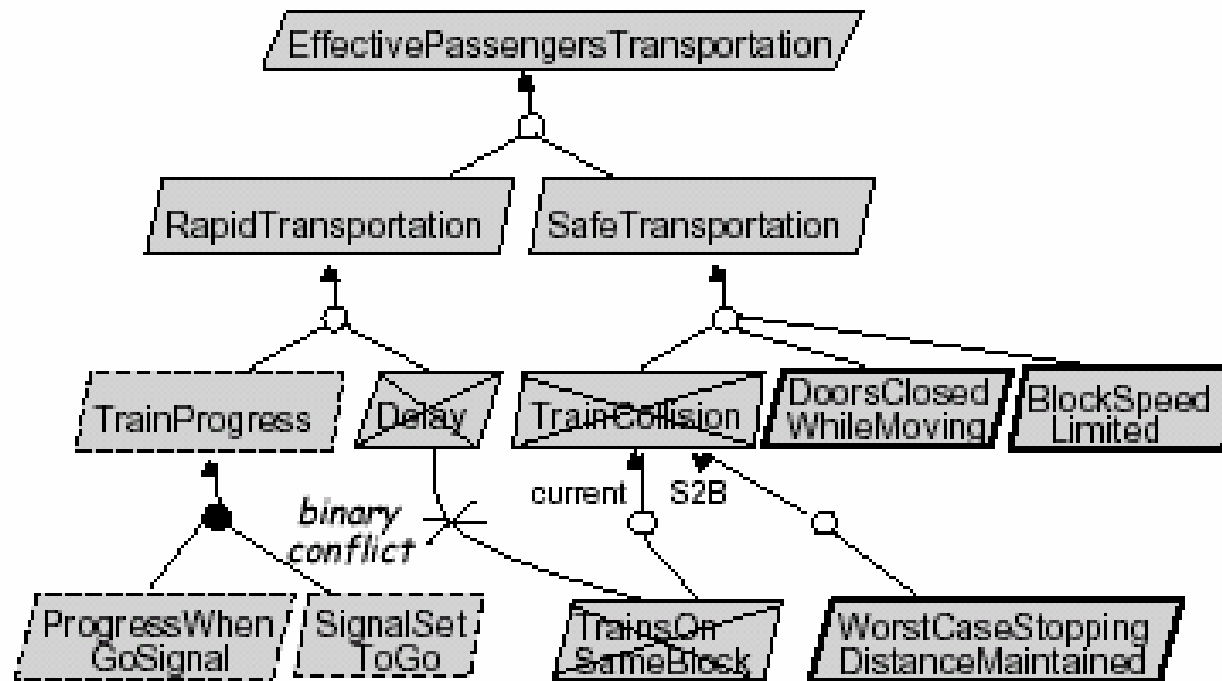 EffectivePassengersTransportation
RapidTransportation
SafeTransportation
TrainProgress
Delay
TrainCollision
DoorsClosed
WhileMoving
BlockSpeed
Limited
current
S2B
binary
conflict
ProgressWhen
GoSignal
SignalSet
ToGo
TrainsOn
SameBlock
WorstCaseStopping
DistanceMaintained